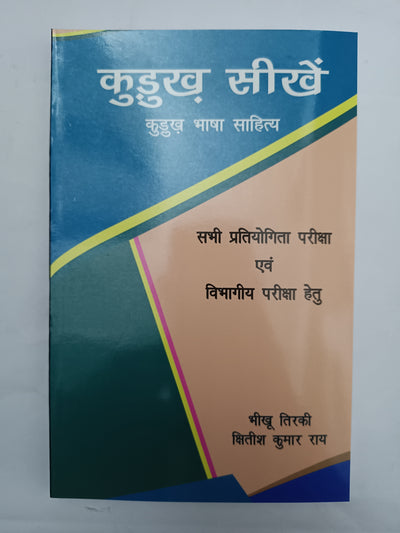 कुड़ुख़ सीखें
कुड़ुख़ भाषा साहित्य
सभी प्रतियोगिता परीक्षा
एवं
विभागीय परीक्षा हेतु
भीखू तिरकी
क्षितीश कुमार राय